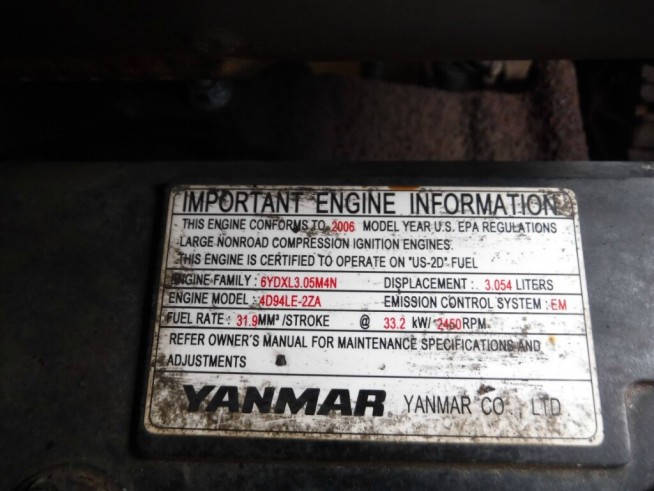 IMPORTANT ENGINE INFORMATION
THIS ENGINE CONFORMS TO 2006 MODEL YEAR U.S. EPA REGULATIONS
LARGE NONROAD COMPRESSION IGNITION ENGINES.
THIS ENGINE IS CERTIFIED TO OPERATE ON "US-2D" FUEL
ENGINE FAMILY : 6YDXL3.05M4N DISPLACEMENT : 3.054 LITERS
ENGINE MODEL : 4D94LE-2ZA EMISSION CONTROL SYSTEM : EM
FUEL RATE : 31.9MM³ /STROKE @ 33.2 kW/ 2450RPM
REFER OWNER'S MANUAL FOR MAINTENANCE SPECIFICATIONS AND
ADJUSTMENTS
YANMAR YANMAR CO., LTD.